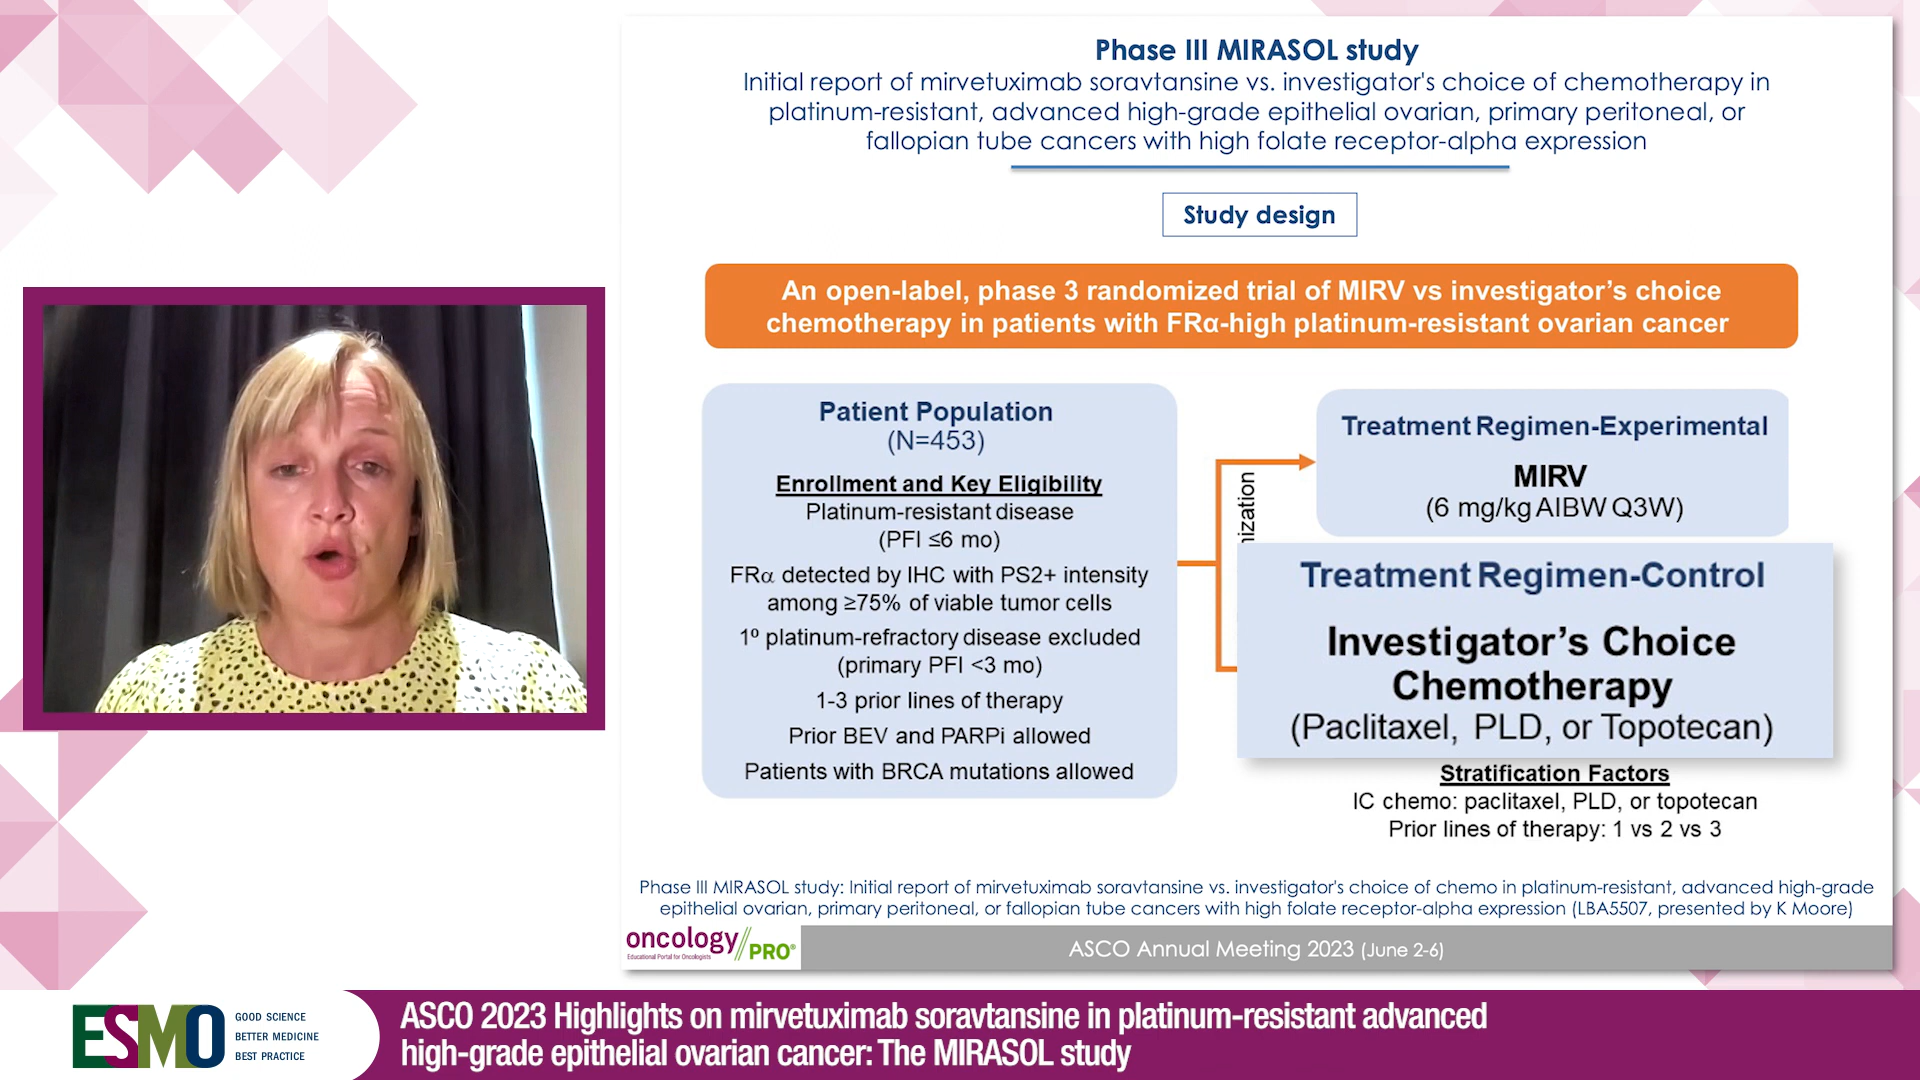 Phase III MIRASOL study
Initial report of mirvetuximab soravtansine vs. investigator's choice of chemotherapy in
platinum-resistant, advanced high-grade epithelial ovarian, primary peritoneal, or
fallopian tube cancers with high folate receptor-alpha expression
Study design
An open-label, phase 3 randomized trial of MIRV vs investigator’s choice
chemotherapy in patients with FRα-high platinum-resistant ovarian cancer
Patient Population
(N=453)
Enrollment and Key Eligibility
Platinum-resistant disease
(PFI ≤6 mo)
FRα detected by IHC with PS2+ intensity
among ≥75% of viable tumor cells
1º platinum-refractory disease excluded
(primary PFI <3 mo)
1-3 prior lines of therapy
Prior BEV and PARPi allowed
Patients with BRCA mutations allowed
nization
Treatment Regimen-Experimental
MIRV
(6 mg/kg AIBW Q3W)
Treatment Regimen-Control
Investigator’s Choice
Chemotherapy
(Paclitaxel, PLD, or Topotecan)
Stratification Factors
IC chemo: paclitaxel, PLD, or topotecan
Prior lines of therapy: 1 vs 2 vs 3
Phase III MIRASOL study: Initial report of mirvetuximab soravtansine vs. investigator's choice of chemo in platinum-resistant, advanced high-grade
epithelial ovarian, primary peritoneal, or fallopian tube cancers with high folate receptor-alpha expression (LBA5507, presented by K Moore)
oncology//PRO®
Educational Portal for Oncologists
ASCO Annual Meeting 2023 (June 2-6)
ESMO
GOOD SCIENCE
BETTER MEDICINE
BEST PRACTICE
ASCO 2023 Highlights on mirvetuximab soravtansine in platinum-resistant advanced
high-grade epithelial ovarian cancer: The MIRASOL study